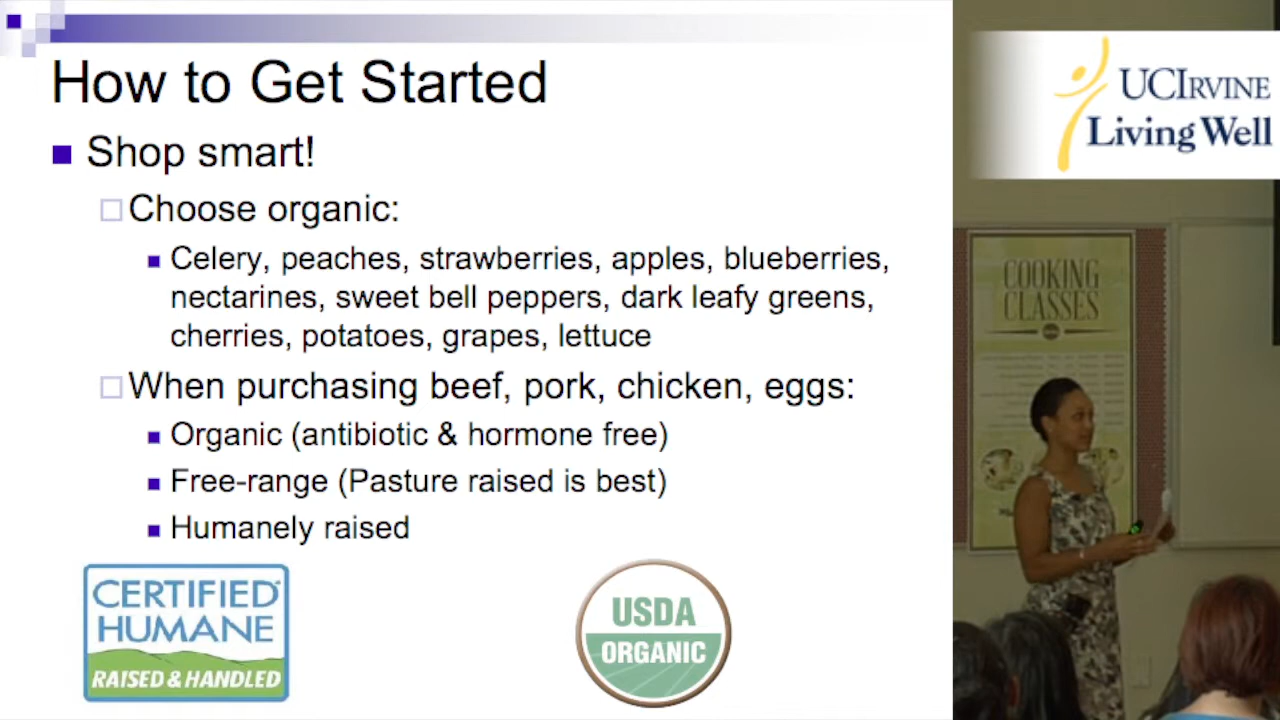 How to Get Started
Shop smart!
Choose organic:
Celery, peaches, strawberries, apples, blueberries,
nectarines, sweet bell peppers, dark leafy greens,
cherries, potatoes, grapes, lettuce
When purchasing beef, pork, chicken, eggs:
Organic (antibiotic & hormone free)
Free-range (Pasture raised is best)
Humanely raised
CERTIFIED
HUMANE
RAISED & HANDLED
USDA
ORGANIC
UCIRVINE
Living Well
COOKING
CLASSES